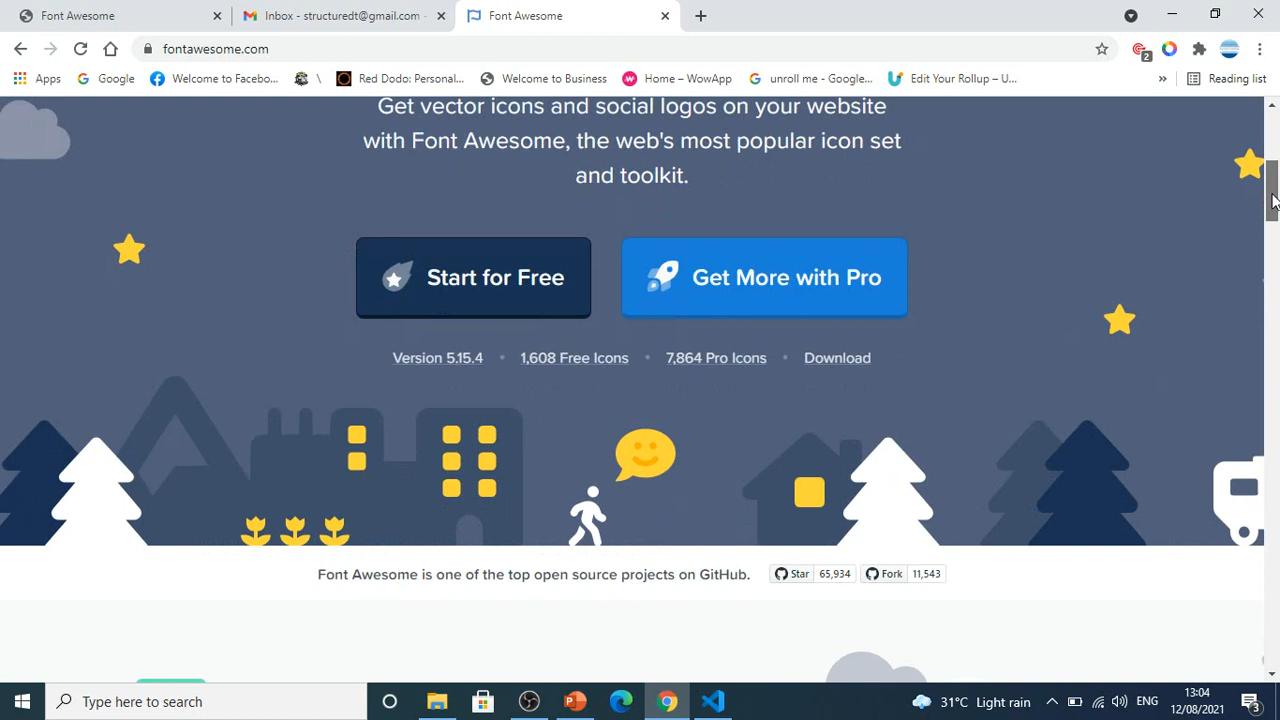 Font Awesome
Inbox - structuredt@gmail.com -
Font Awesome
fontawesome.com
2
Apps
Google
Welcome to Facebo...
\
Red Dodo: Personal...
Welcome to Business
Home – WowApp
unroll me - Google...
Edit Your Rollup – U...
»
Reading list
Get vector icons and social logos on your website
with Font Awesome, the web's most popular icon set
and toolkit.
Start for Free
Get More with Pro
Version 5.15.4 • 1,608 Free Icons • 7,864 Pro Icons • Download
Font Awesome is one of the top open source projects on GitHub.
Star 65,934
Fork 11,543
Type here to search
31°C Light rain
ENG
13:04
12/08/2021
3